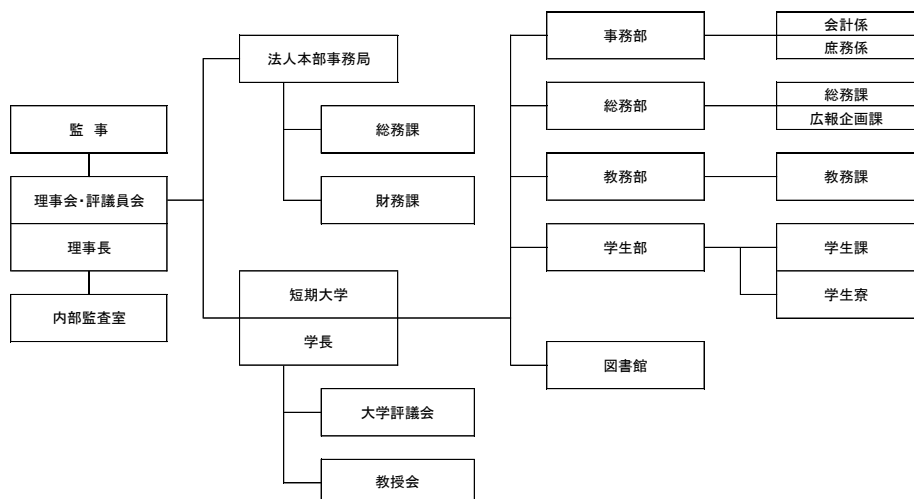 監 事
理事会・評議員会
理事長
内部監査室
法人本部事務局
総務課
財務課
短期大学
学長
大学評議会
教授会
事務部
会計係
庶務係
総務部
総務課
広報企画課
教務部
教務課
学生部
学生課
学生寮
図書館